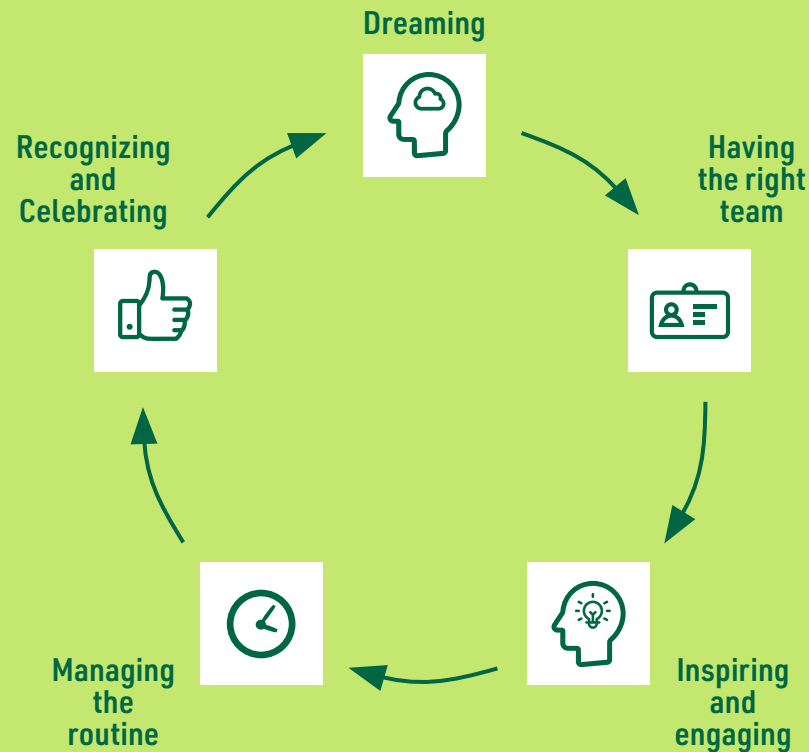 Dreaming
Having
the right
team
Inspiring
and
engaging
Managing
the
routine
Recognizing
and
Celebrating